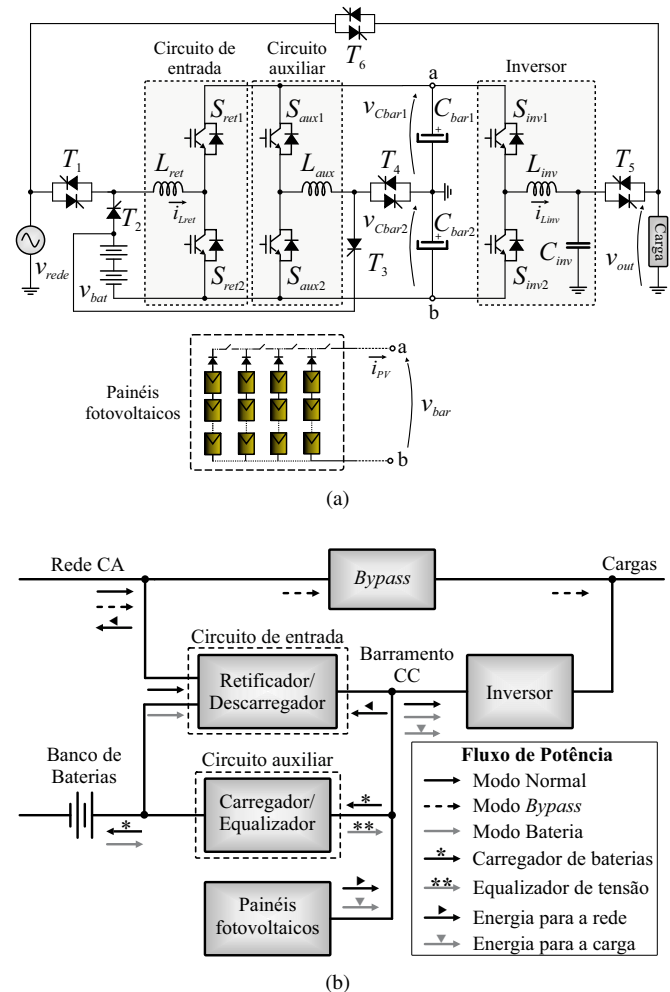 T6
Circuito de entrada
Circuito auxiliar
Inversor
a
Sret1
Saux1
vCbar1
Cbar1
+
Sinv1
T1
Lret
Laux
T4
Linv
T5
iLret
iLinv
T2
vCbar2
Cbar2
+
Carga
vrede
vbat
Sret2
Saux2
T3
Sinv2
Cinv
vout
b
Painéis fotovoltaicos
a
iPV
vbar
b
(a)
Rede CA
Bypass
Cargas
Circuito de entrada
Retificador/
Descarregador
Barramento
CC
Inversor
Banco de
Baterias
Circuito auxiliar
Carregador/
Equalizador
*
*
**
Painéis
fotovoltaicos
Fluxo de Potência
Modo Normal
Modo Bypass
Modo Bateria
* Carregador de baterias
** Equalizador de tensão
Energia para a rede
Energia para a carga
(b)